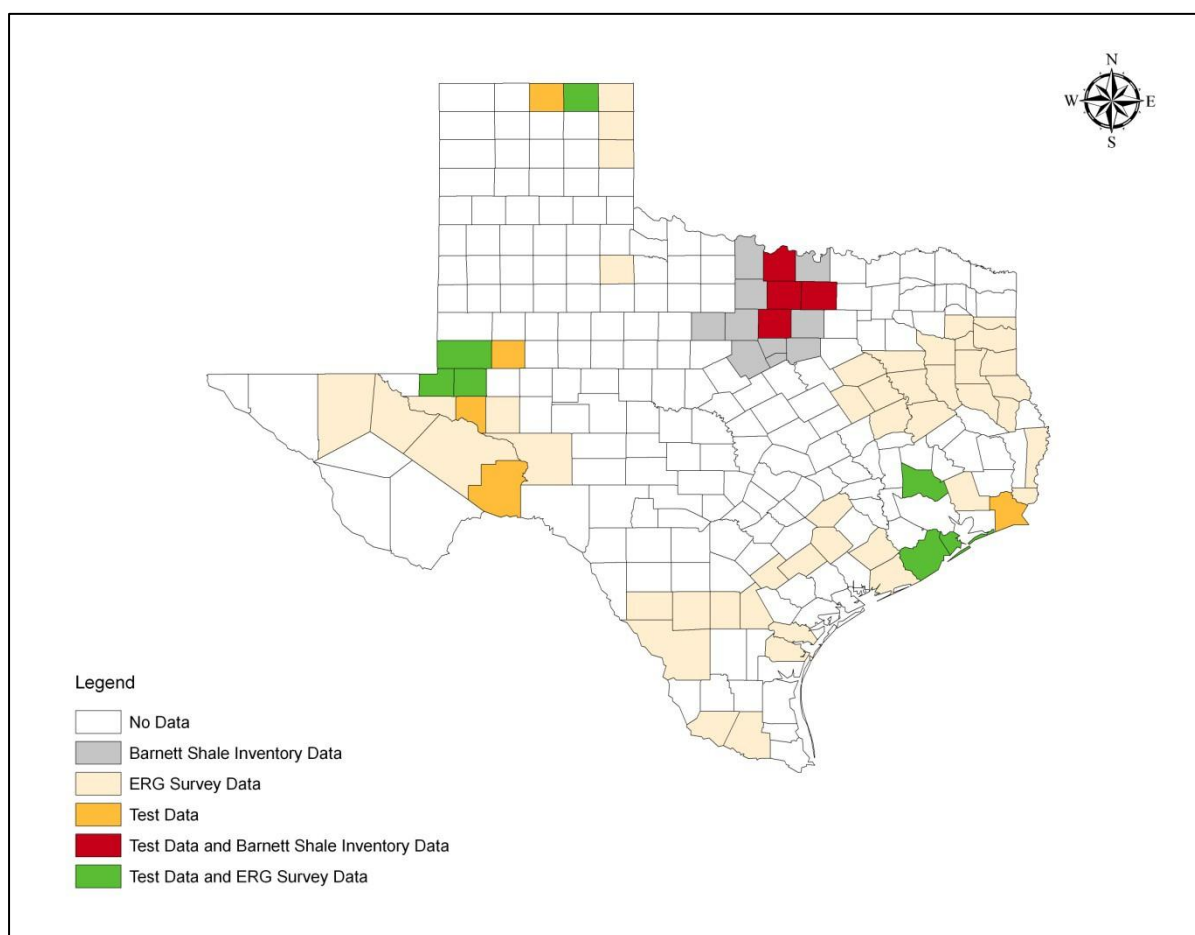 N
W E
S
Legend
No Data
Barnett Shale Inventory Data
ERG Survey Data
Test Data
Test Data and Barnett Shale Inventory Data
Test Data and ERG Survey Data